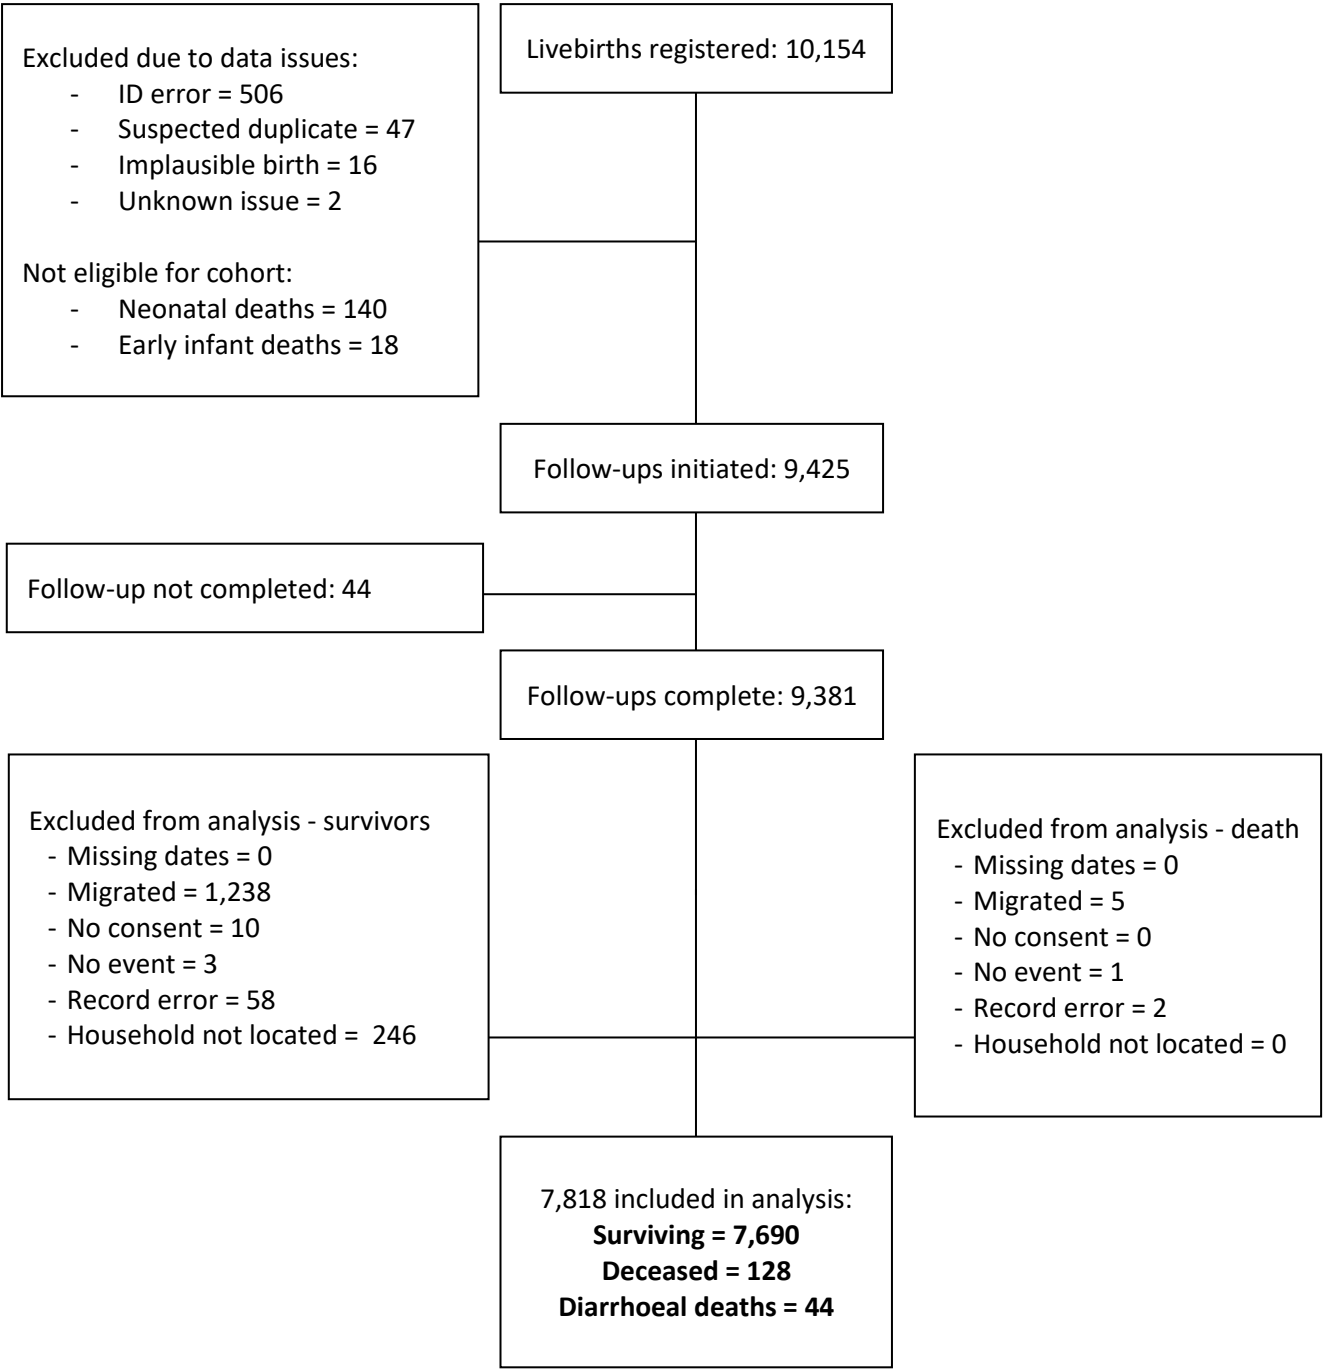 Livebirths registered: 10,154
Excluded due to data issues:
- ID error = 506
- Suspected duplicate = 47
- Implausible birth = 16
- Unknown issue = 2
Not eligible for cohort:
- Neonatal deaths = 140
- Early infant deaths = 18
Follow-ups initiated: 9,425
Follow-up not completed: 44
Follow-ups complete: 9,381
Excluded from analysis - survivors
- Missing dates = 0
- Migrated = 1,238
- No consent = 10
- No event = 3
- Record error = 58
- Household not located =  246
Excluded from analysis - death
- Missing dates = 0
- Migrated = 5
- No consent = 0
- No event = 1
- Record error = 2
- Household not located = 0
7,818 included in analysis:
Surviving = 7,690
Deceased = 128
Diarrhoeal deaths = 44